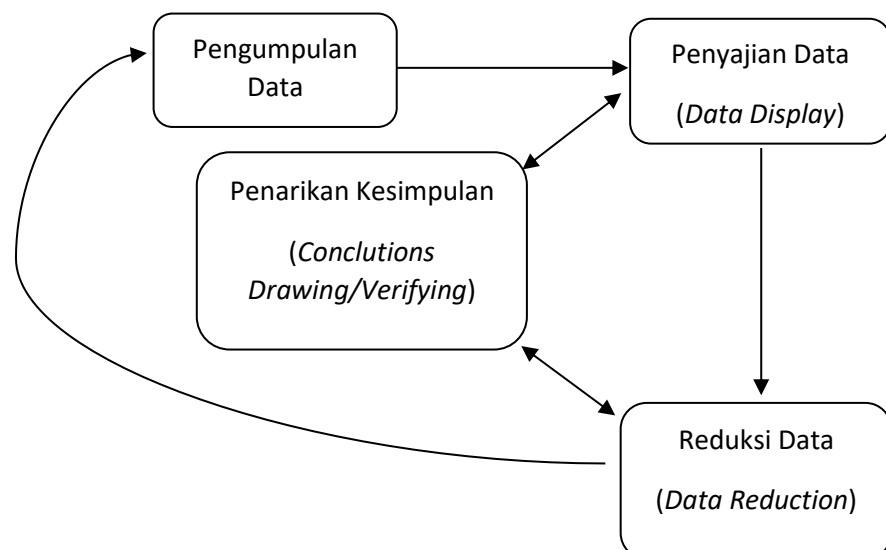 Pengumpulan
Data
Penyajian Data
(Data Display)
Penarikan Kesimpulan
(Conclutions
Drawing/Verifying)
Reduksi Data
(Data Reduction)